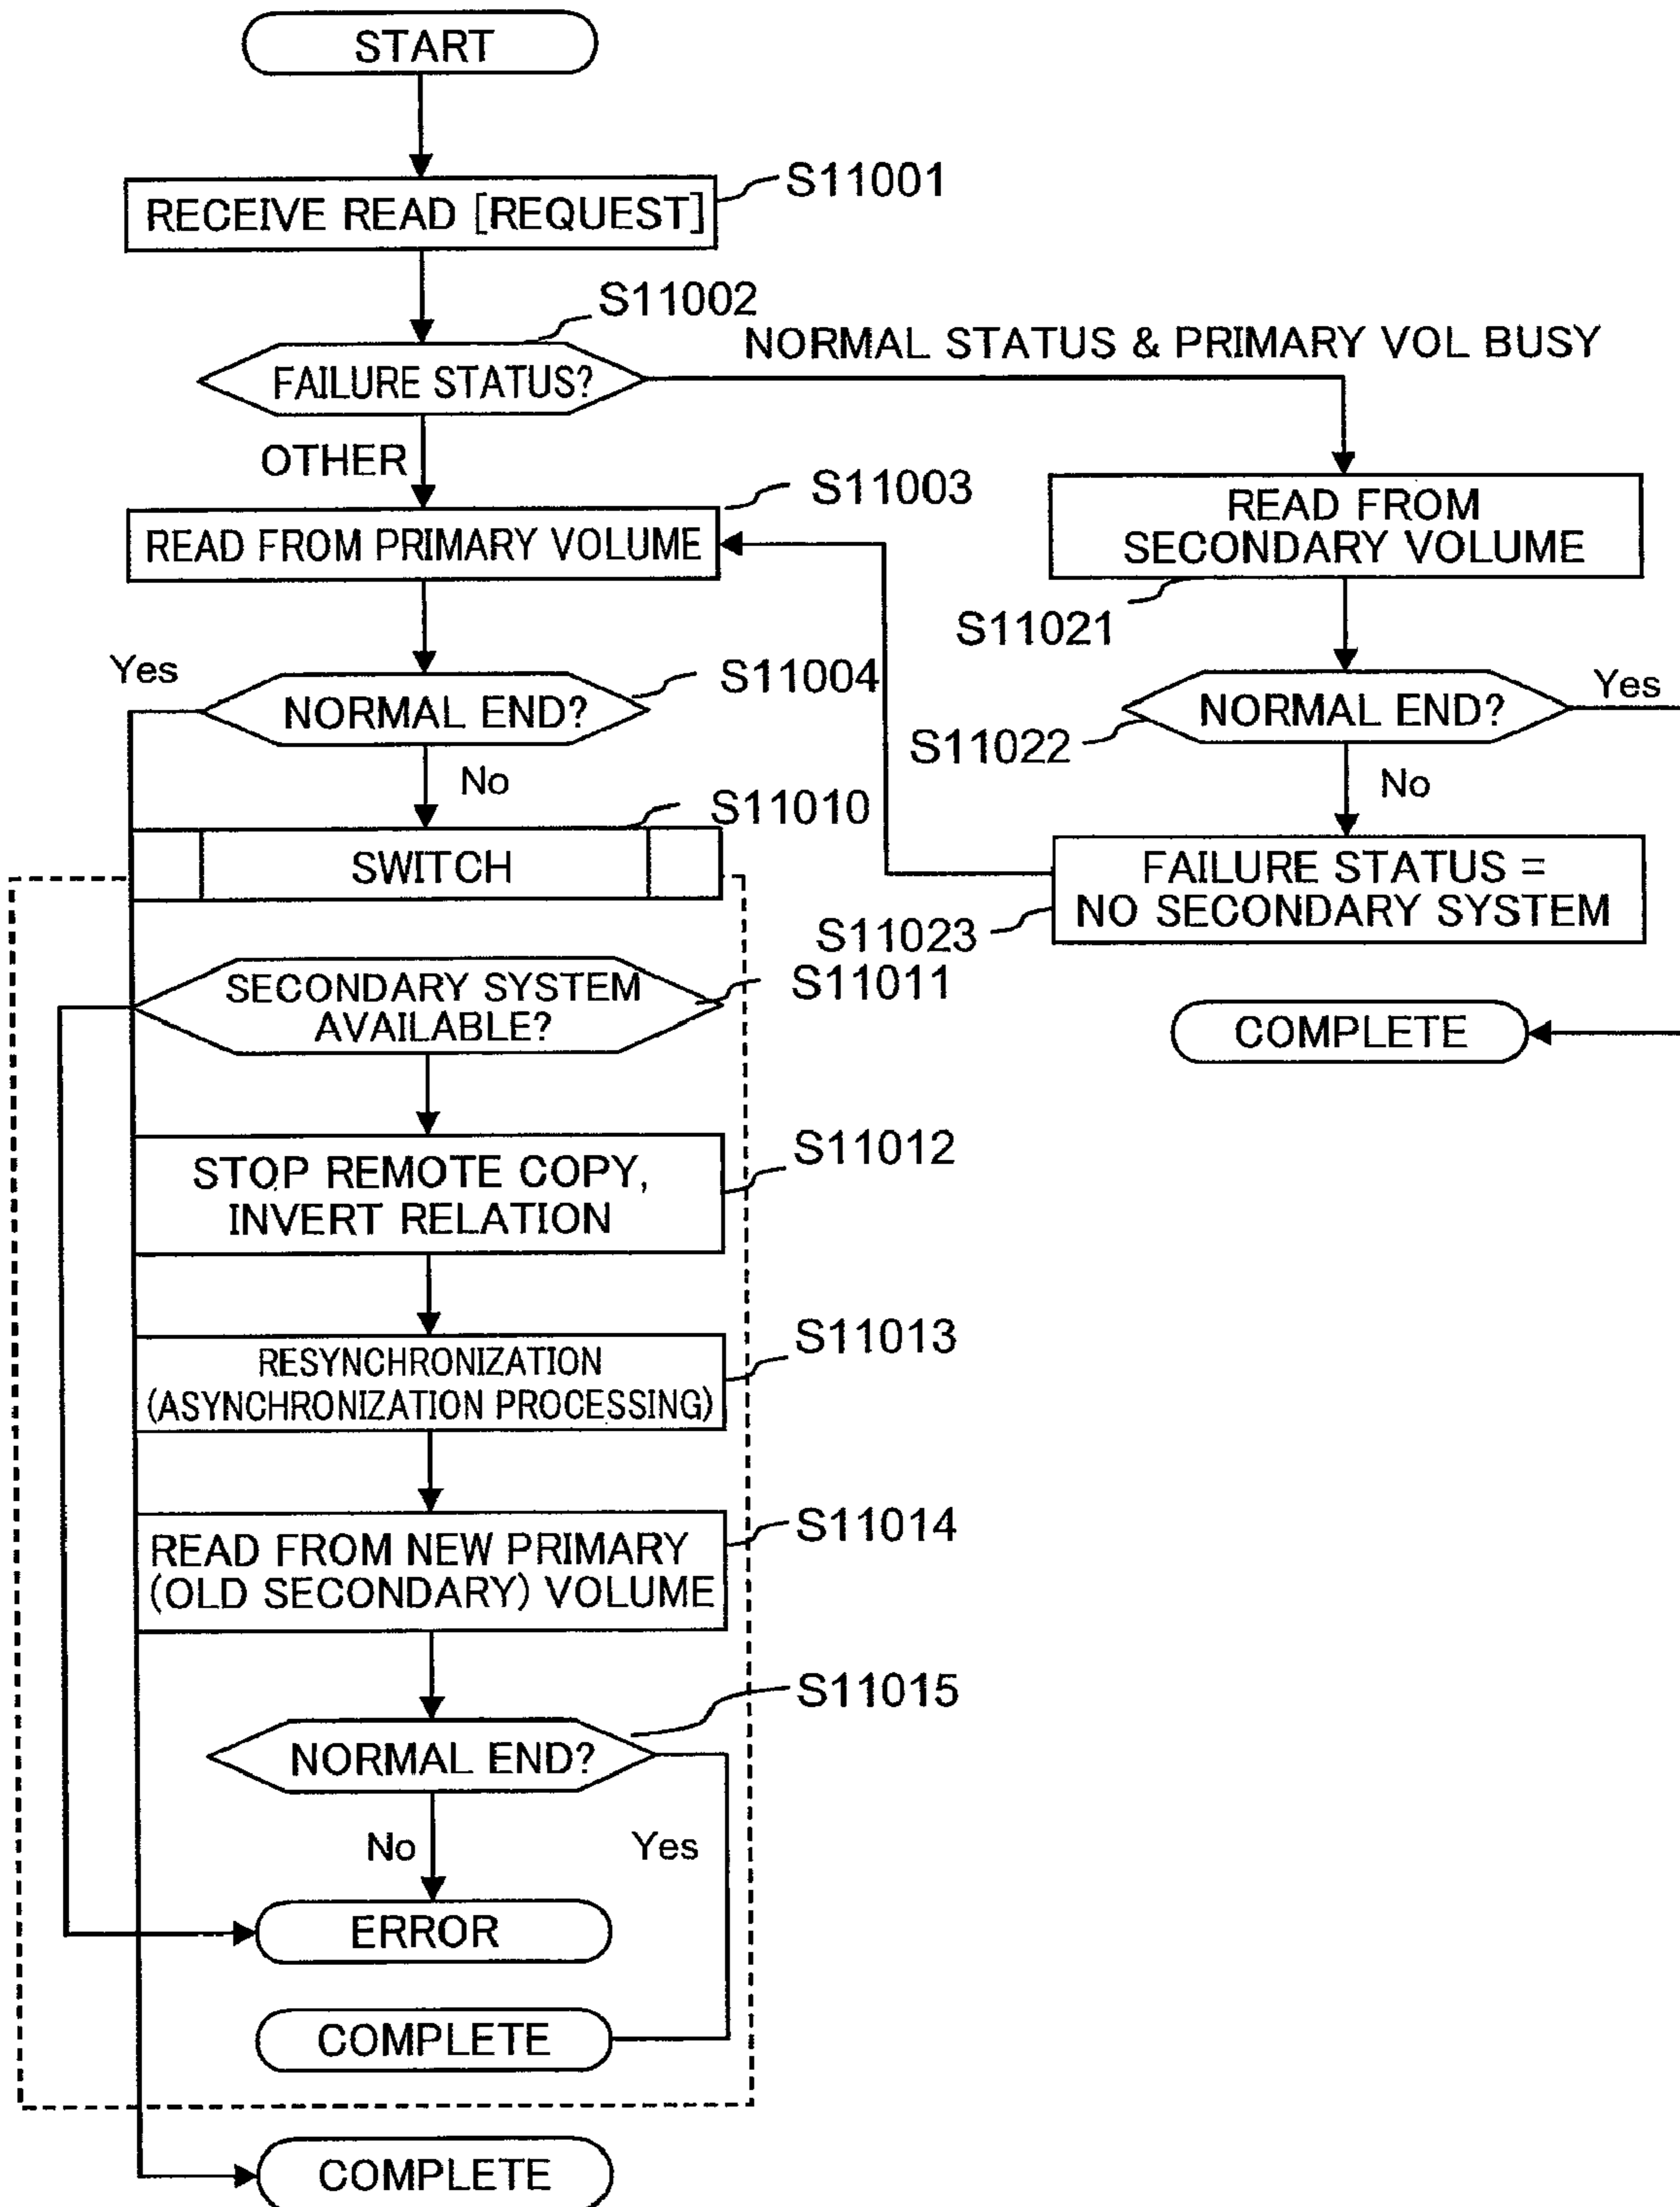 START
S11001
RECEIVE READ [REQUEST]
S11002
NORMAL STATUS & PRIMARY VOL BUSY
FAILURE STATUS?
OTHER
S11003
READ FROM PRIMARY VOLUME
READ FROM
SECONDARY VOLUME
S11021
Yes
S11004
NORMAL END?
No
NORMAL END?
Yes
S11022
No
S11010
SWITCH
FAILURE STATUS =
NO SECONDARY SYSTEM
S11023
SECONDARY SYSTEM
AVAILABLE?
S11011
COMPLETE
S11012
STOP REMOTE COPY,
INVERT RELATION
S11013
RESYNCHRONIZATION
(ASYNCHRONIZATION PROCESSING)
S11014
READ FROM NEW PRIMARY
(OLD SECONDARY) VOLUME
S11015
NORMAL END?
No
Yes
ERROR
COMPLETE
COMPLETE